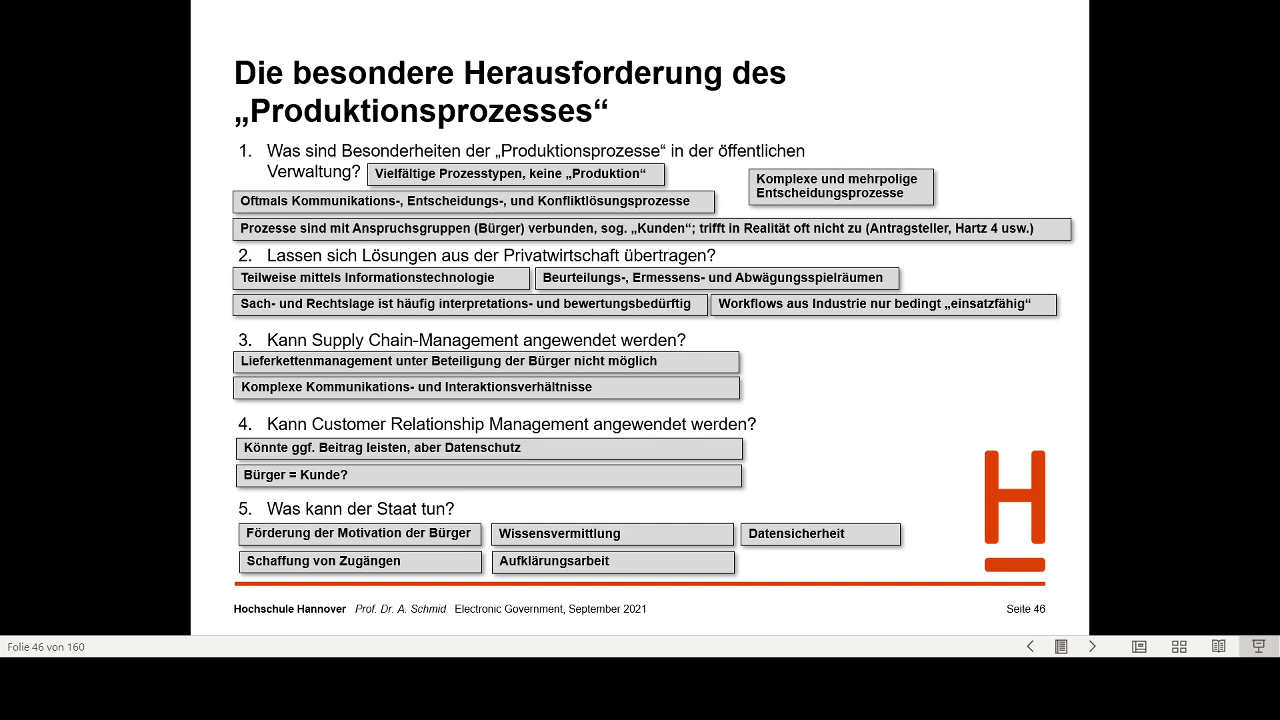 Die besondere Herausforderung des
„Produktionsprozesses“
1. Was sind Besonderheiten der „Produktionsprozesse“ in der öffentlichen
Verwaltung?
Vielfältige Prozesstypen, keine „Produktion“
Komplexe und mehrpolige
Entscheidungsprozesse
Oftmals Kommunikations-, Entscheidungs-, und Konfliktlösungsprozesse
Prozesse sind mit Anspruchsgruppen (Bürger) verbunden, sog. „Kunden“; trifft in Realität oft nicht zu (Antragsteller, Hartz 4 usw.)
2. Lassen sich Lösungen aus der Privatwirtschaft übertragen?
Teilweise mittels Informationstechnologie
Beurteilungs-, Ermessens- und Abwägungsspielräumen
Sach- und Rechtslage ist häufig interpretations- und bewertungsbedürftig
Workflows aus Industrie nur bedingt „einsatzfähig“
3. Kann Supply Chain-Management angewendet werden?
Lieferkettenmanagement unter Beteiligung der Bürger nicht möglich
Komplexe Kommunikations- und Interaktionsverhältnisse
4. Kann Customer Relationship Management angewendet werden?
Könnte ggf. Beitrag leisten, aber Datenschutz
Bürger = Kunde?
5. Was kann der Staat tun?
Förderung der Motivation der Bürger
Wissensvermittlung
Datensicherheit
Schaffung von Zugängen
Aufklärungsarbeit
H
Hochschule Hannover Prof. Dr. A. Schmid Electronic Government, September 2021
Seite 46
Folie 46 von 160